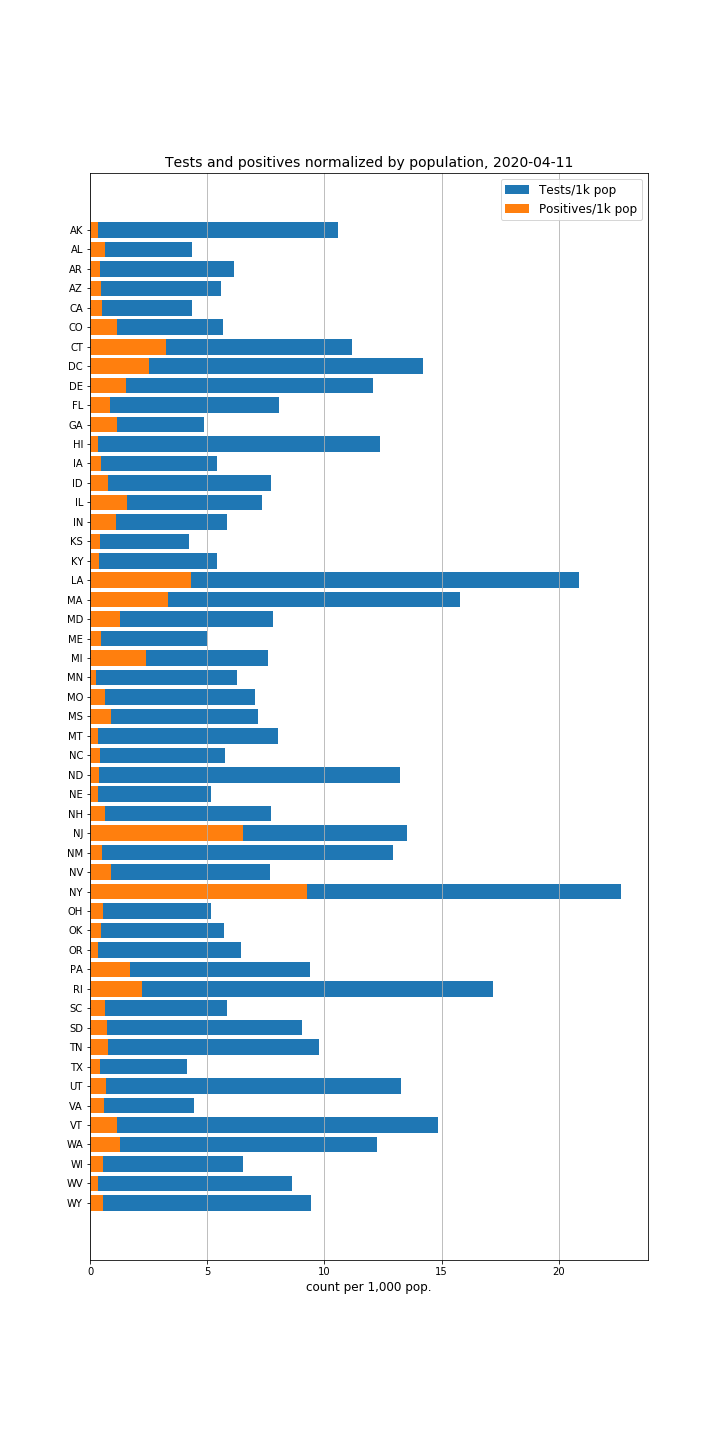 Tests and positives normalized by population, 2020-04-11
Tests/1k pop
Positives/1k pop
AK
AL
AR
AZ
CA
CO
CT
DC
DE
FL
GA
HI
IA
ID
IL
IN
KS
KY
LA
MA
MD
ME
MI
MN
MO
MS
MT
NC
ND
NE
NH
NJ
NM
NV
NY
OH
OK
OR
PA
RI
SC
SD
TN
TX
UT
VA
VT
WA
WI
WV
WY
0 5 10 15 20
count per 1,000 pop.